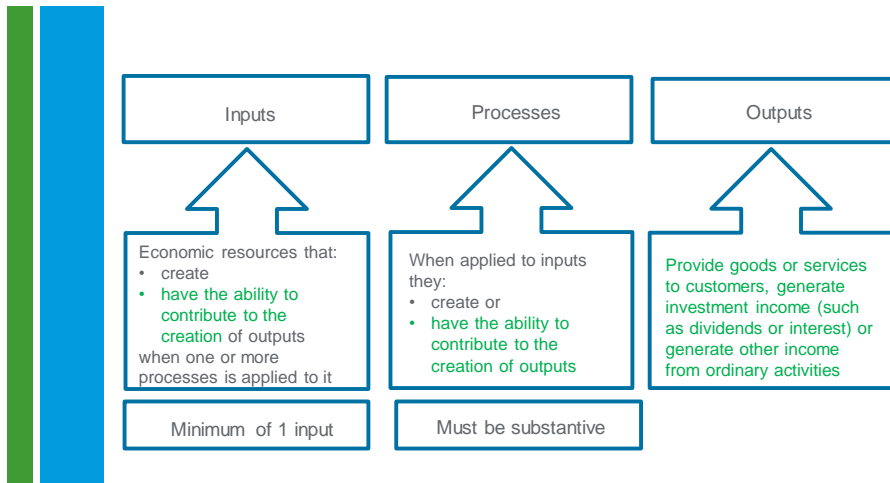 Inputs
Processes
Outputs
Economic resources that:
• create
• have the ability to
contribute to the
creation of outputs
when one or more
processes is applied to it
When applied to inputs
they:
• create or
• have the ability to
contribute to the
creation of outputs
Provide goods or services
to customers, generate
investment income (such
as dividends or interest) or
generate other income
from ordinary activities
Minimum of 1 input
Must be substantive